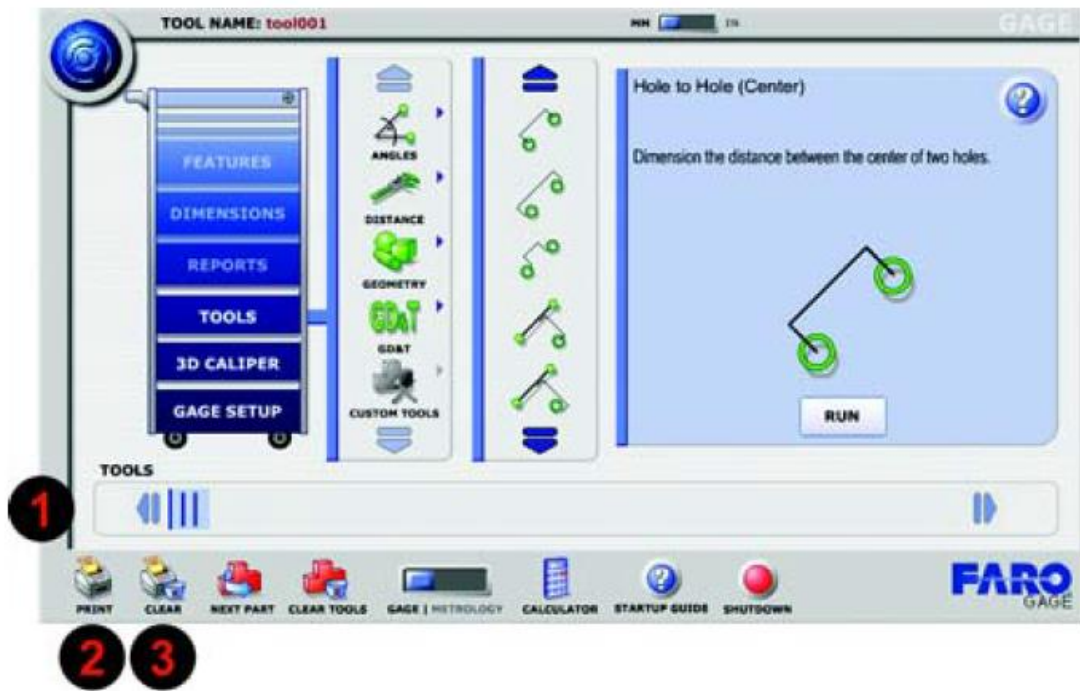 TOOL NAME: tool001
MM IN
GAGE
FEATURES
DIMENSIONS
REPORTS
TOOLS
3D CALIPER
GAGE SETUP
ANGLES
DISTANCE
GEOMETRY
GD&T
GD&T
CUSTOM TOOLS
Hole to Hole (Center)
?
Dimension the distance between the center of two holes.
RUN
TOOLS
1
PRINT
CLEAR
NEXT PART
CLEAR TOOLS
GAGE | METROLOGY
CALCULATOR
?
STARTUP GUIDE
SHUTDOWN
FARO
GAGE
2
3